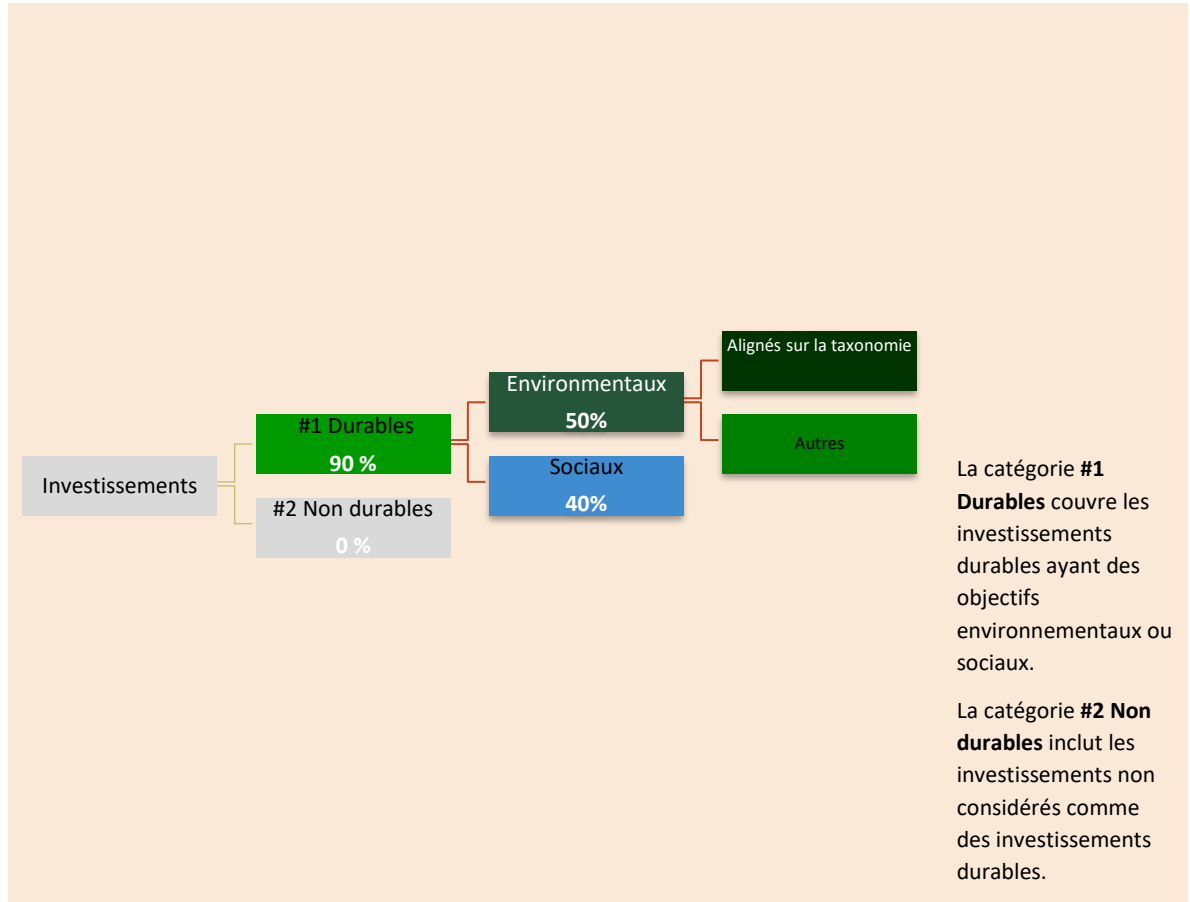 Investissements
#1 Durables
90 %
#2 Non durables
0 %
Environmentaux
50%
Sociaux
40%
Alignés sur la taxonomie
Autres
La catégorie #1
Durables couvre les
investissements
durables ayant des
objectifs
environnementaux ou
sociaux.
La catégorie #2 Non
durables inclut les
investissements non
considérés comme
des investissements
durables.